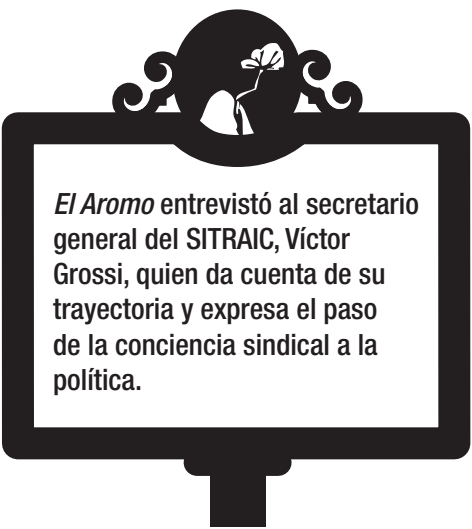 El Aromo entrevistó al secretario
general del SITRAIC, Víctor
Grossi, quien da cuenta de su
trayectoria y expresa el paso
de la conciencia sindical a la
política.